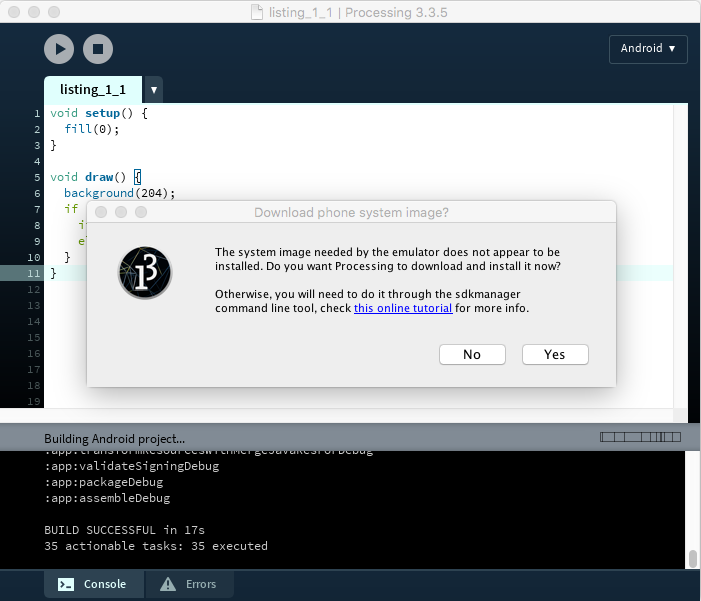 listing_1_1 | Processing 3.3.5
Android ▼
listing_1_1 ▼
1 void setup() {
2 fill(0);
3 }
4
5 void draw() {
6 background(204);
7 if
8 i
9 e
10 }
11 }
12
13
14
15
16
17
18
19
Download phone system image?
The system image needed by the emulator does not appear to be
installed. Do you want Processing to download and install it now?
Otherwise, you will need to do it through the sdkmanager
command line tool, check this online tutorial for more info.
No Yes
Building Android project...
:app:transformResourcesWithMergeJavaResForDebug
:app:validateSigningDebug
:app:packageDebug
:app:assembleDebug
BUILD SUCCESSFUL in 17s
35 actionable tasks: 35 executed
Console Errors